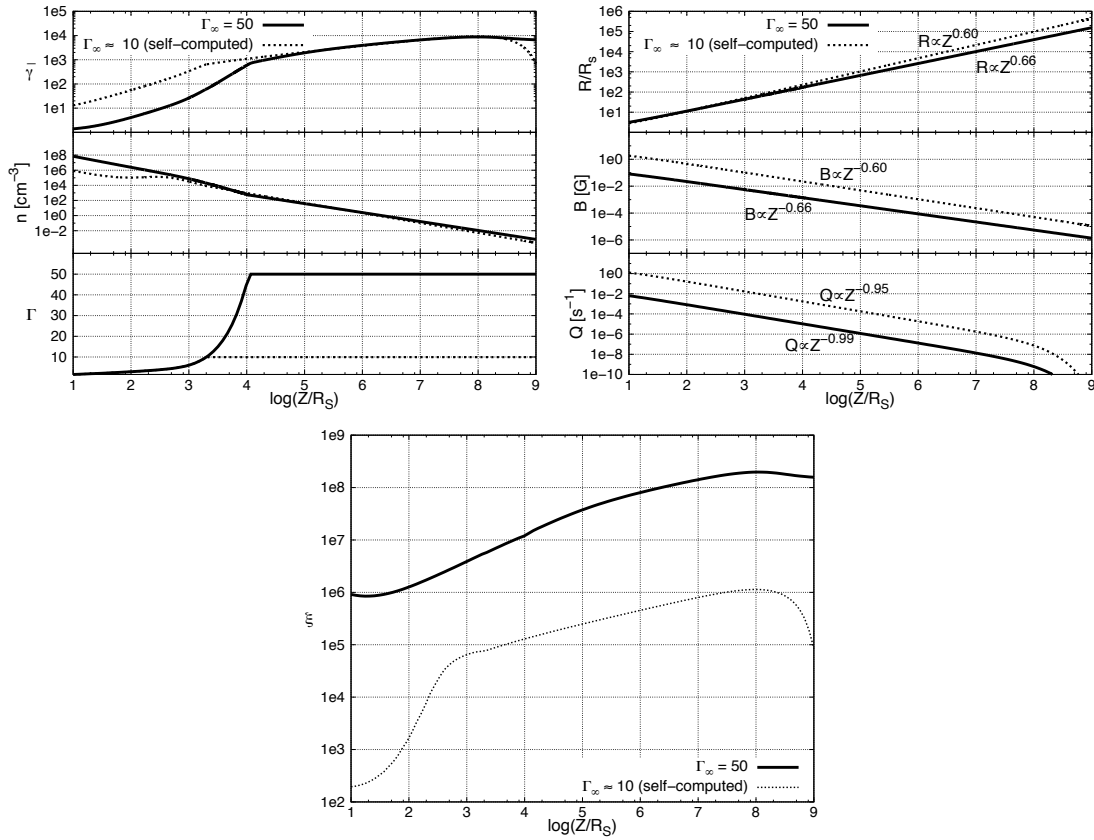 1e5
1e4
1e3
1e2
1e1
γ̄
Γ∞ = 50
Γ∞ ≈ 10 (self−computed)
1e8
1e6
1e4
1e2
1e0
1e−2
n [cm⁻³]
50
40
30
20
10
Γ
1 2 3 4 5 6 7 8 9
log(Z/R_S)
1e6
1e5
1e4
1e3
1e2
1e1
R/R_s
Γ∞ = 50
Γ∞ ≈ 10 (self−computed)
R∝Z^0.60
R∝Z^0.66
1e0
1e−2
1e−4
1e−6
B [G]
B∝Z^−0.60
B∝Z^−0.66
1e0
1e−2
1e−4
1e−6
1e−8
1e−10
Q [s⁻¹]
Q∝Z^−0.95
Q∝Z^−0.99
1 2 3 4 5 6 7 8 9
log(Z/R_S)
1e9
1e8
1e7
1e6
1e5
1e4
1e3
1e2
ξ
Γ∞ = 50
Γ∞ ≈ 10 (self−computed)
1 2 3 4 5 6 7 8 9
log(Z/R_S)